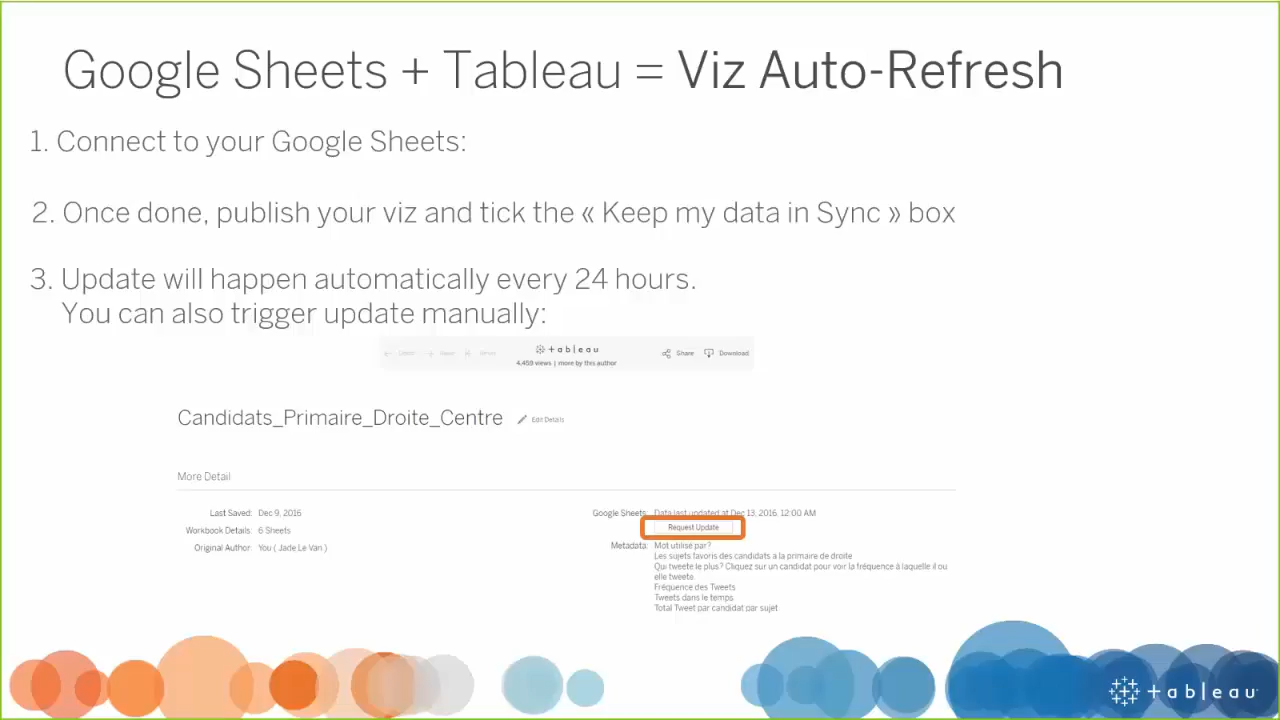 Google Sheets + Tableau = Viz Auto-Refresh
1. Connect to your Google Sheets:
2. Once done, publish your viz and tick the « Keep my data in Sync » box
3. Update will happen automatically every 24 hours.
You can also trigger update manually:
+ a b l e a u
4,459 views | more by this author
Share
Download
Candidats_Primaire_Droite_Centre
Edit Details
More Detail
Last Saved: Dec 9, 2016
Workbook Details: 6 Sheets
Original Author: You ( Jade Le Van )
Google Sheets: Data last updated at Dec 13, 2016, 12:00 AM
Request Update
Metadata: Mot utilisé par?
Les sujets favoris des candidats a la primaire de droite
Qui tweete le plus? Cliquez sur un candidat pour voir la fréquence à laquelle il ou
elle tweete.
Fréquence des Tweets
Tweets dans le temps
Total Tweet par candidat par sujet
+ a b l e a u